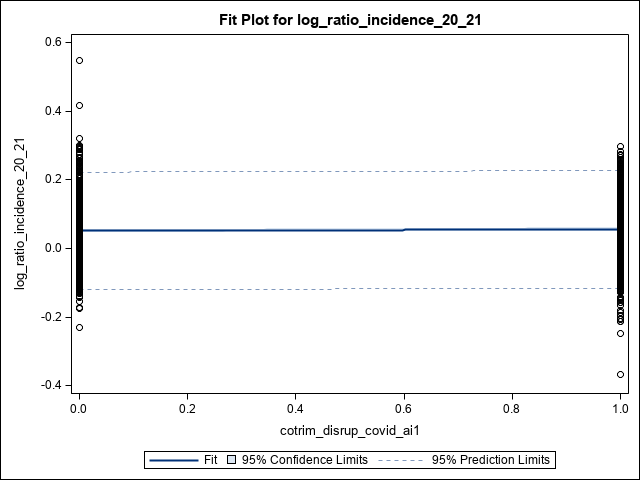 Fit Plot for log_ratio_incidence_20_21
0.6
0.4
0.2
0.0
-0.2
-0.4
log_ratio_incidence_20_21
0.0 0.2 0.4 0.6 0.8 1.0
cotrim_disrup_covid_ai1
Fit 95% Confidence Limits 95% Prediction Limits